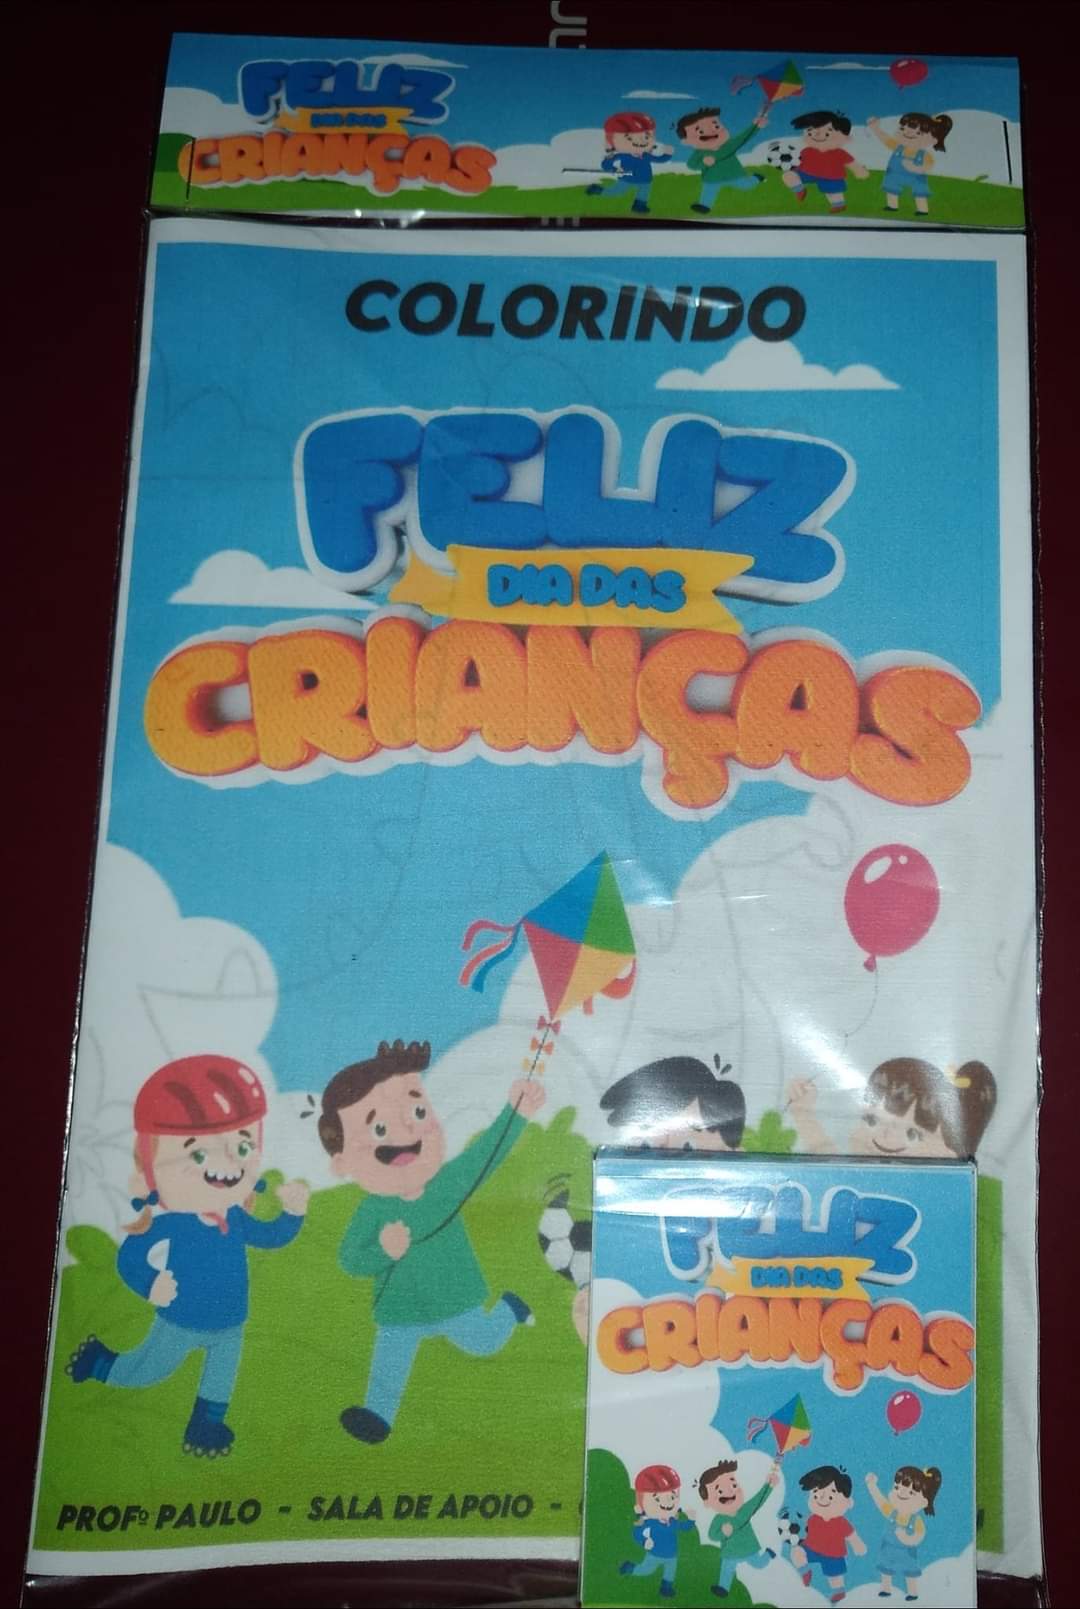 FELIZ
DIA DAS
CRIANÇAS
COLORINDO
FELIZ
DIA DAS
CRIANÇAS
PROFº PAULO - SALA DE APOIO -
FELIZ
DIA DAS
CRIANÇAS